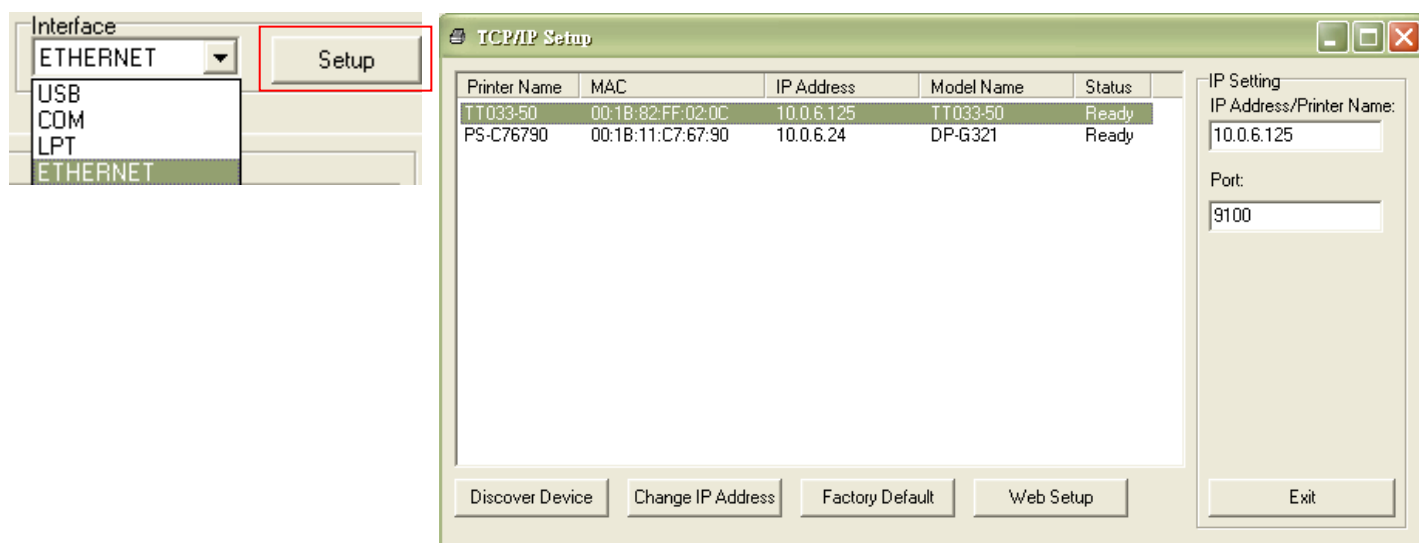 Interface
ETHERNET
Setup
USB
COM
LPT
ETHERNET
TCP/IP Setup
Printer Name MAC IP Address Model Name Status
TT033-50 00:1B:82:FF:02:0C 10.0.6.125 TT033-50 Ready
PS-C76790 00:1B:11:C7:67:90 10.0.6.24 DP-G321 Ready
IP Setting
IP Address/Printer Name:
10.0.6.125
Port:
9100
Discover Device Change IP Address Factory Default Web Setup Exit